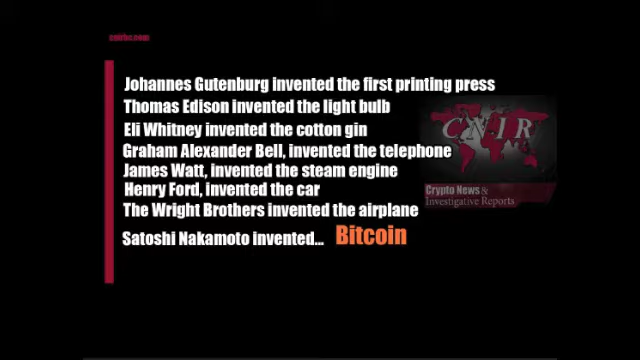 Johannes Gutenburg invented the first printing press
Thomas Edison invented the light bulb
Eli Whitney invented the cotton gin
Graham Alexander Bell, invented the telephone
James Watt, invented the steam engine
Henry Ford, invented the car
The Wright Brothers invented the airplane
Satoshi Nakamoto invented... Bitcoin
CNIR
Crypto News &
Investigative Reports